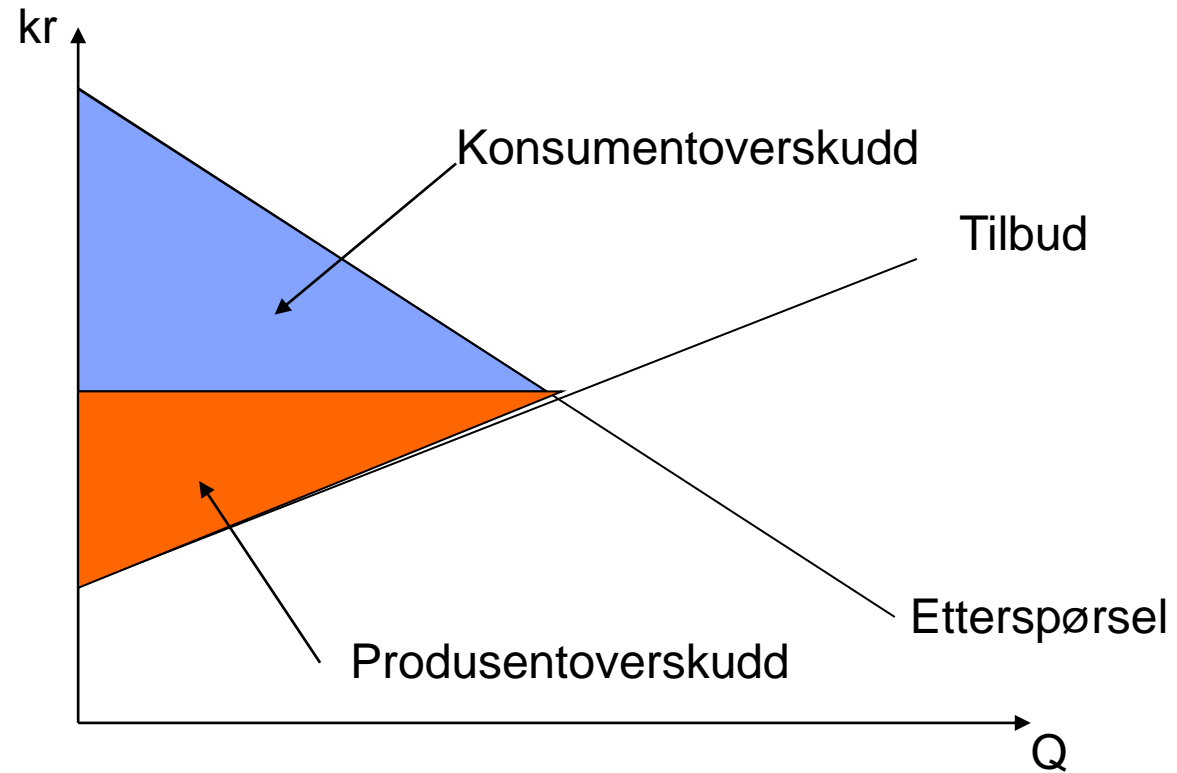 kr
Konsumentoverskudd
Tilbud
Etterspørsel
Produsentoverskudd
Q